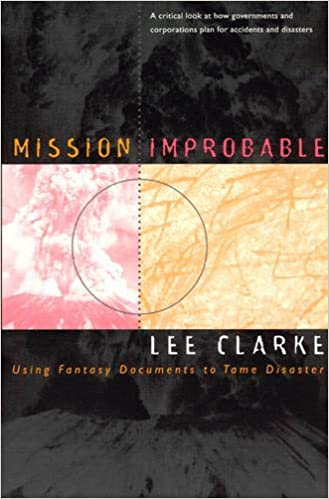 A critical look at how governments and
corporations plan for accidents and disasters
MISSION IMPROBABLE
LEE CLARKE
Using Fantasy Documents to Tame Disaster